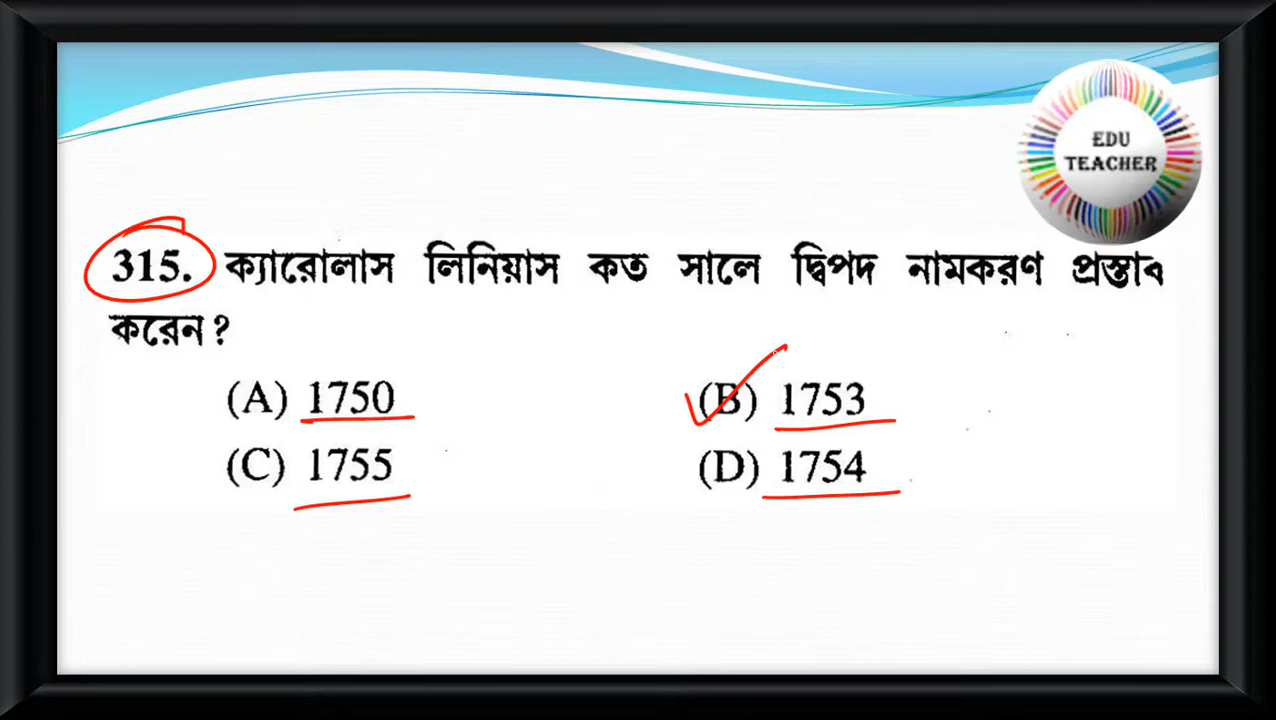 EDU
TEACHER
315. ক্যারোলাস লিনিয়াস কত সালে দ্বিপদ নামকরণ প্রস্তাব
করেন?
(A) 1750 (B) 1753
(C) 1755 (D) 1754